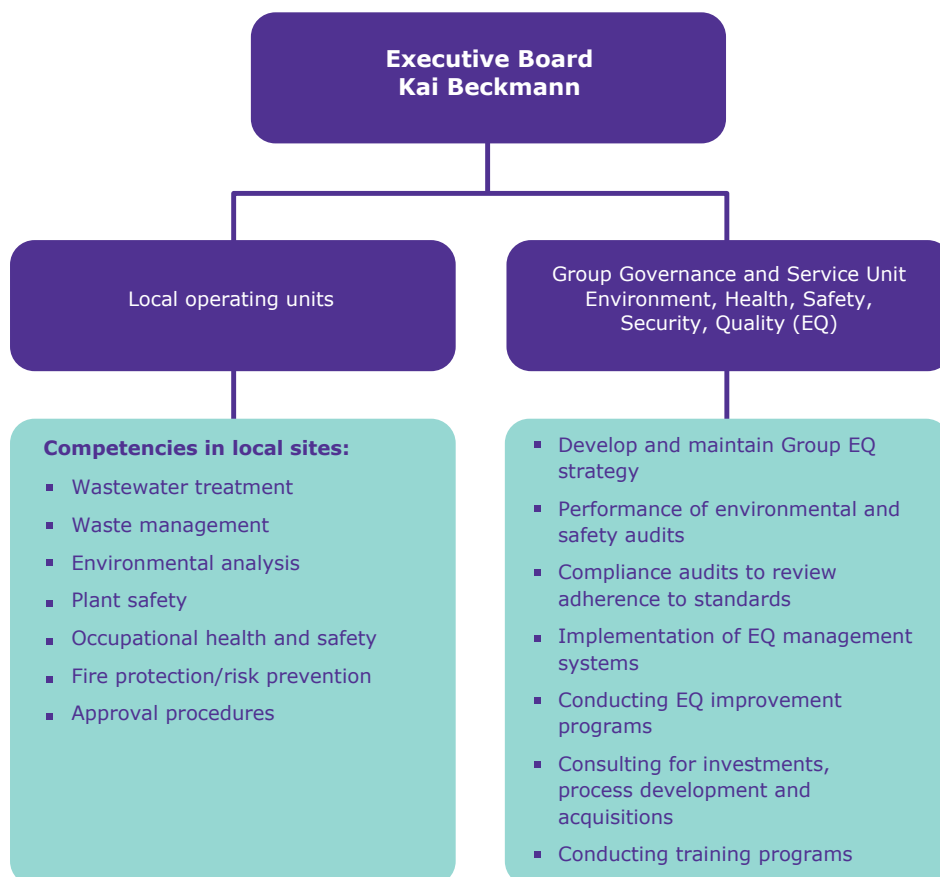 Executive Board
Kai Beckmann
Local operating units
Group Governance and Service Unit
Environment, Health, Safety,
Security, Quality (EQ)
Competencies in local sites:
▪ Wastewater treatment
▪ Waste management
▪ Environmental analysis
▪ Plant safety
▪ Occupational health and safety
▪ Fire protection/risk prevention
▪ Approval procedures
▪ Develop and maintain Group EQ
strategy
▪ Performance of environmental and
safety audits
▪ Compliance audits to review
adherence to standards
▪ Implementation of EQ management
systems
▪ Conducting EQ improvement
programs
▪ Consulting for investments,
process development and
acquisitions
▪ Conducting training programs